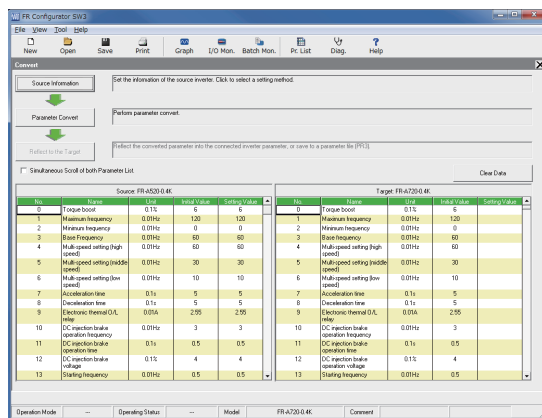 FR Configurator SW3
File View Tool Help
New Open Save Print Graph I/O Mon. Batch Mon. Pr. List Diag. Help
Convert
Source Information
Set the information of the source inverter. Click to select a setting method.
Parameter Convert
Perform parameter convert.
Reflect to the Target
Reflect the converted parameter into the connected inverter parameter, or save to a parameter file (PR3).
Simultaneous Scroll of both Parameter List
Clear Data
Source: FR-A520-0.4K
No. Name Unit Initial Value Setting Value
0 Torque boost 0.1% 6 6
1 Maximum frequency 0.01Hz 120 120
2 Minimum frequency 0.01Hz 0 0
3 Base Frequency 0.01Hz 60 60
4 Multi-speed setting (high speed) 0.01Hz 60 60
5 Multi-speed setting (middle speed) 0.01Hz 30 30
6 Multi-speed setting (low speed) 0.01Hz 10 10
7 Acceleration time 0.1s 5 5
8 Deceleration time 0.1s 5 5
9 Electronic thermal O/L relay 0.01A 2.55 2.55
10 DC injection brake operation frequency 0.01Hz 3 3
11 DC injection brake operation time 0.1s 0.5 0.5
12 DC injection brake voltage 0.1% 4 4
13 Starting frequency 0.01Hz 0.5 0.5
Target: FR-A720-0.4K
No. Name Unit Initial Value Setting Value
0 Torque boost 0.1% 6
1 Maximum frequency 0.01Hz 120
2 Minimum frequency 0.01Hz 0
3 Base frequency 0.01Hz 60
4 Multi-speed setting (high speed) 0.01Hz 60
5 Multi-speed setting (middle speed) 0.01Hz 30
6 Multi-speed setting (low speed) 0.01Hz 10
7 Acceleration time 0.1s 5
8 Deceleration time 0.1s 5
9 Electronic thermal O/L relay 0.01A 2.55
10 DC injection brake operation frequency 0.01Hz 3
11 DC injection brake operation time 0.1s 0.5
12 DC injection brake operation voltage 0.1% 4
13 Starting frequency 0.01Hz 0.5
Operation Mode -- Operating Status -- Model FR-A720-0.4K Comment